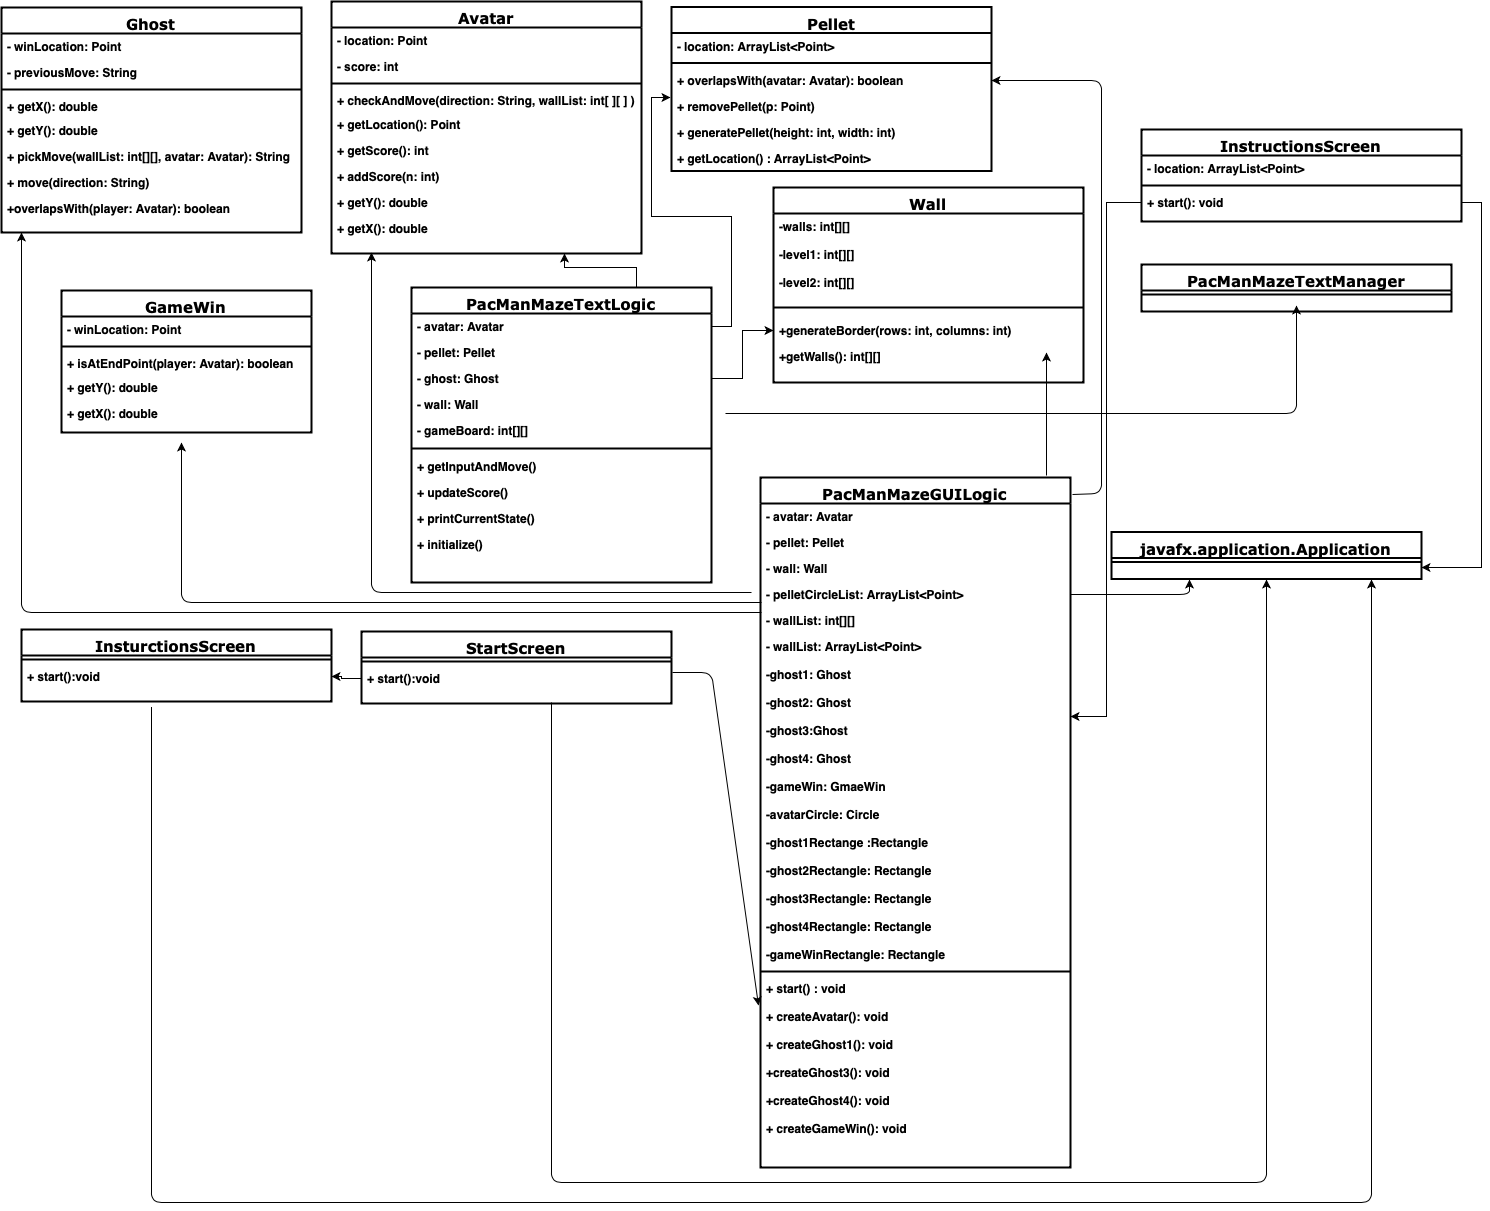 Ghost
- winLocation: Point
- previousMove: String
+ getX(): double
+ getY(): double
+ pickMove(wallList: int[][], avatar: Avatar): String
+ move(direction: String)
+overlapsWith(player: Avatar): boolean
Avatar
- location: Point
- score: int
+ checkAndMove(direction: String, wallList: int[ ][ ] )
+ getLocation(): Point
+ getScore(): int
+ addScore(n: int)
+ getY(): double
+ getX(): double
Pellet
- location: ArrayList<Point>
+ overlapsWith(avatar: Avatar): boolean
+ removePellet(p: Point)
+ generatePellet(height: int, width: int)
+ getLocation() : ArrayList<Point>
InstructionsScreen
- location: ArrayList<Point>
+ start(): void
Wall
-walls: int[][]
-level1: int[][]
-level2: int[][]
+generateBorder(rows: int, columns: int)
+getWalls(): int[][]
PacManMazeTextManager
GameWin
- winLocation: Point
+ isAtEndPoint(player: Avatar): boolean
+ getY(): double
+ getX(): double
PacManMazeTextLogic
- avatar: Avatar
- pellet: Pellet
- ghost: Ghost
- wall: Wall
- gameBoard: int[][]
+ getInputAndMove()
+ updateScore()
+ printCurrentState()
+ initialize()
PacManMazeGUILogic
- avatar: Avatar
- pellet: Pellet
- wall: Wall
- pelletCircleList: ArrayList<Point>
- wallList: int[][]
- wallList: ArrayList<Point>
-ghost1: Ghost
-ghost2: Ghost
-ghost3:Ghost
-ghost4: Ghost
-gameWin: GmaeWin
-avatarCircle: Circle
-ghost1Rectange :Rectangle
-ghost2Rectangle: Rectangle
-ghost3Rectangle: Rectangle
-ghost4Rectangle: Rectangle
-gameWinRectangle: Rectangle
+ start() : void
+ createAvatar(): void
+ createGhost1(): void
+createGhost3(): void
+createGhost4(): void
+ createGameWin(): void
javafx.application.Application
InsturctionsScreen
+ start():void
StartScreen
+ start():void